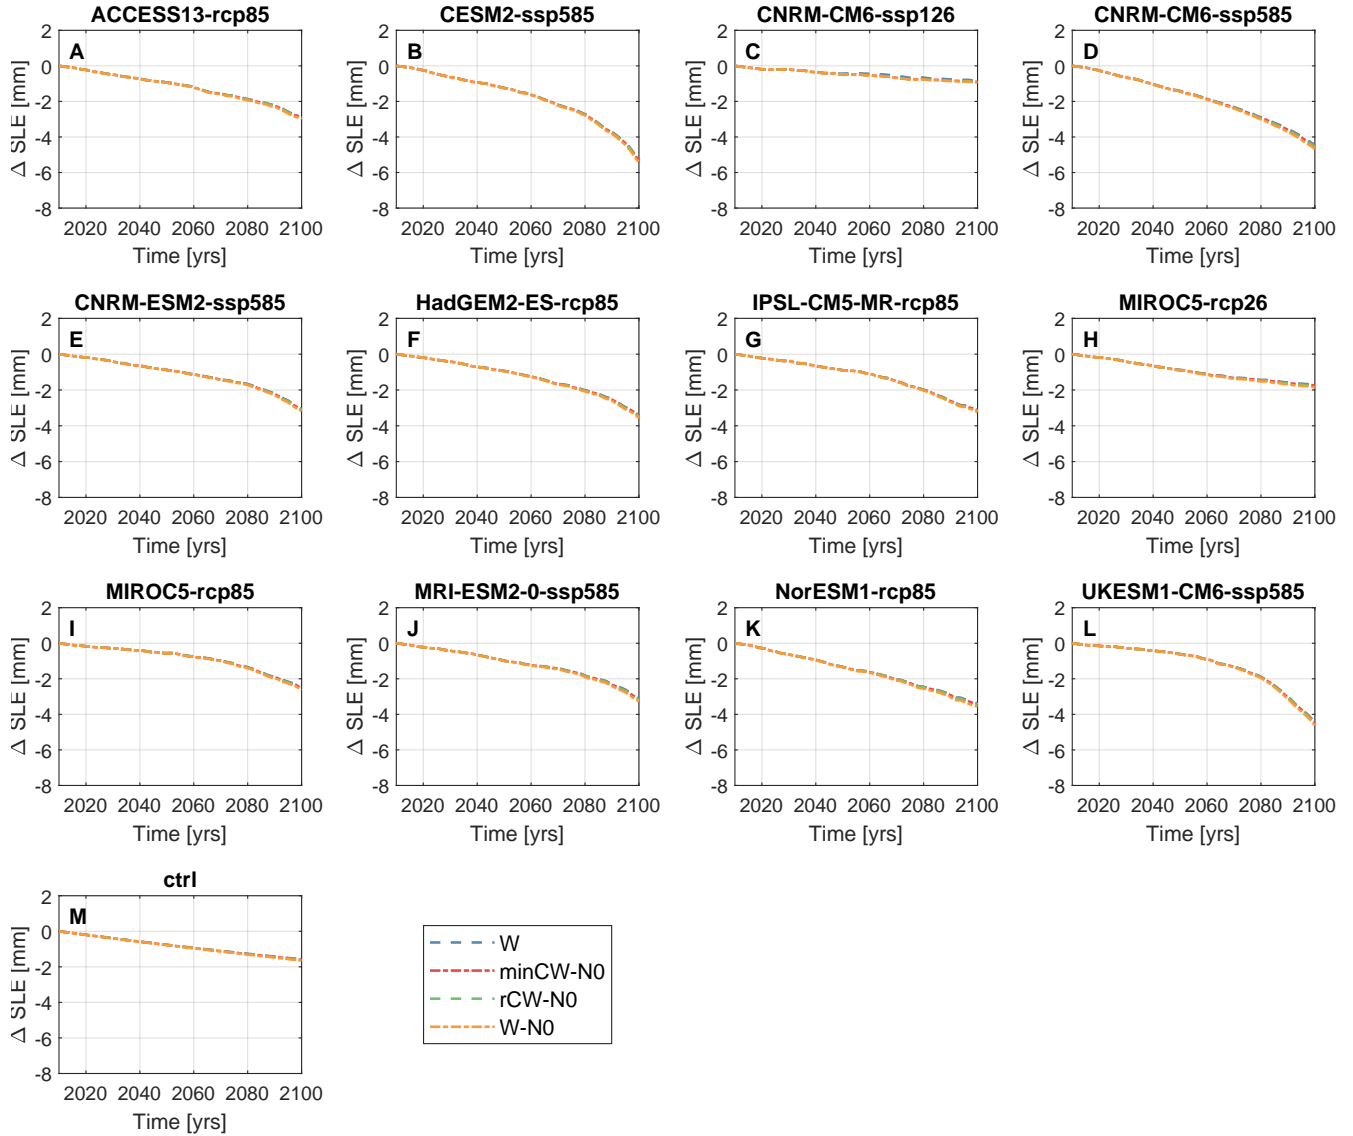 ACCESS13-rcp85
A
2
0
-2
-4
-6
-8
Δ SLE [mm]
2020 2040 2060 2080 2100
Time [yrs]
CESM2-ssp585
B
2
0
-2
-4
-6
-8
Δ SLE [mm]
2020 2040 2060 2080 2100
Time [yrs]
CNRM-CM6-ssp126
C
2
0
-2
-4
-6
-8
Δ SLE [mm]
2020 2040 2060 2080 2100
Time [yrs]
CNRM-CM6-ssp585
D
2
0
-2
-4
-6
-8
Δ SLE [mm]
2020 2040 2060 2080 2100
Time [yrs]
CNRM-ESM2-ssp585
E
2
0
-2
-4
-6
-8
Δ SLE [mm]
2020 2040 2060 2080 2100
Time [yrs]
HadGEM2-ES-rcp85
F
2
0
-2
-4
-6
-8
Δ SLE [mm]
2020 2040 2060 2080 2100
Time [yrs]
IPSL-CM5-MR-rcp85
G
2
0
-2
-4
-6
-8
Δ SLE [mm]
2020 2040 2060 2080 2100
Time [yrs]
MIROC5-rcp26
H
2
0
-2
-4
-6
-8
Δ SLE [mm]
2020 2040 2060 2080 2100
Time [yrs]
MIROC5-rcp85
I
2
0
-2
-4
-6
-8
Δ SLE [mm]
2020 2040 2060 2080 2100
Time [yrs]
MRI-ESM2-0-ssp585
J
2
0
-2
-4
-6
-8
Δ SLE [mm]
2020 2040 2060 2080 2100
Time [yrs]
NorESM1-rcp85
K
2
0
-2
-4
-6
-8
Δ SLE [mm]
2020 2040 2060 2080 2100
Time [yrs]
UKESM1-CM6-ssp585
L
2
0
-2
-4
-6
-8
Δ SLE [mm]
2020 2040 2060 2080 2100
Time [yrs]
ctrl
M
2
0
-2
-4
-6
-8
Δ SLE [mm]
2020 2040 2060 2080 2100
Time [yrs]
W
minCW-N0
rCW-N0
W-N0